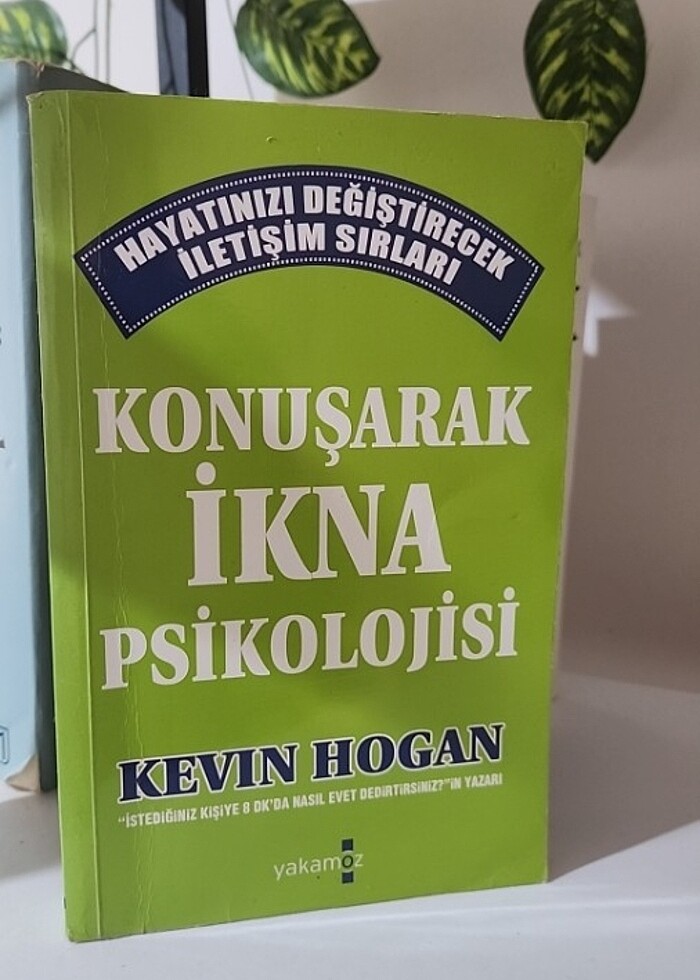 HAYATINIZI DEĞİŞTİRECEK
İLETİŞİM SIRLARI
KONUŞARAK
İKNA
PSİKOLOJİSİ
KEVIN HOGAN
"İSTEDİĞİNİZ KİŞİYE 8 DK'DA NASIL EVET DEDİRTİRSİNİZ?"İN YAZARI
yakamoz